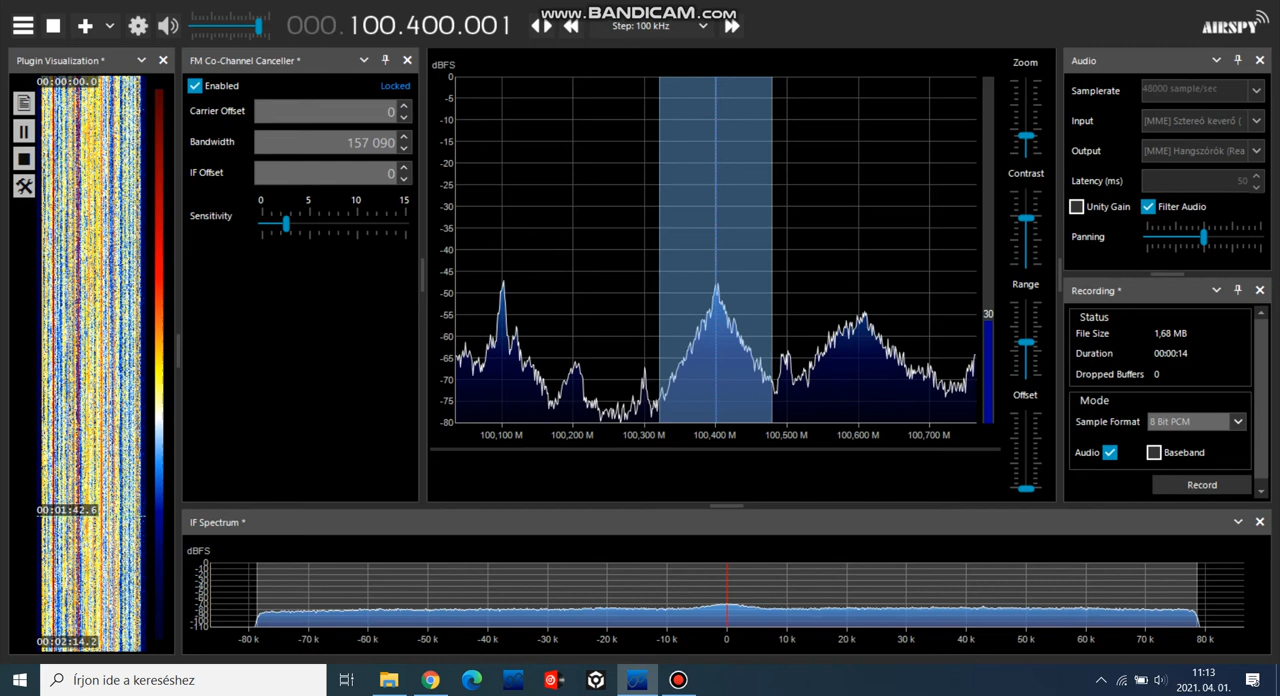 www.BANDICAM.com
000.100.400.001
Step: 100 kHz
AIRSPY
Plugin Visualization *
00:00:00.0
00:01:42.6
00:02:14.2
FM Co-Channel Canceller *
Enabled
Locked
Carrier Offset
0
Bandwidth
157 090
IF Offset
0
0 5 10 15
Sensitivity
dBFS
0
-5
-10
-15
-20
-25
-30
-35
-40
-45
-50
-55
-60
-65
-70
-75
-80
100,100 M 100,200 M 100,300 M 100,400 M 100,500 M 100,600 M 100,700 M
30
Zoom
Contrast
Range
Offset
Audio
Samplerate
48000 sample/sec
Input
[MME] Sztereó keverő (
Output
[MME] Hangszórók (Rea
Latency (ms)
50
Unity Gain
Filter Audio
Panning
Recording *
Status
File Size 1,68 MB
Duration 00:00:14
Dropped Buffers 0
Mode
Sample Format 8 Bit PCM
Audio
Baseband
Record
IF Spectrum *
dBFS
-80 k -70 k -60 k -50 k -40 k -30 k -20 k -10 k 0 10 k 20 k 30 k 40 k 50 k 60 k 70 k 80 k
Írjon ide a kereséshez
11:13
2021. 04. 01.